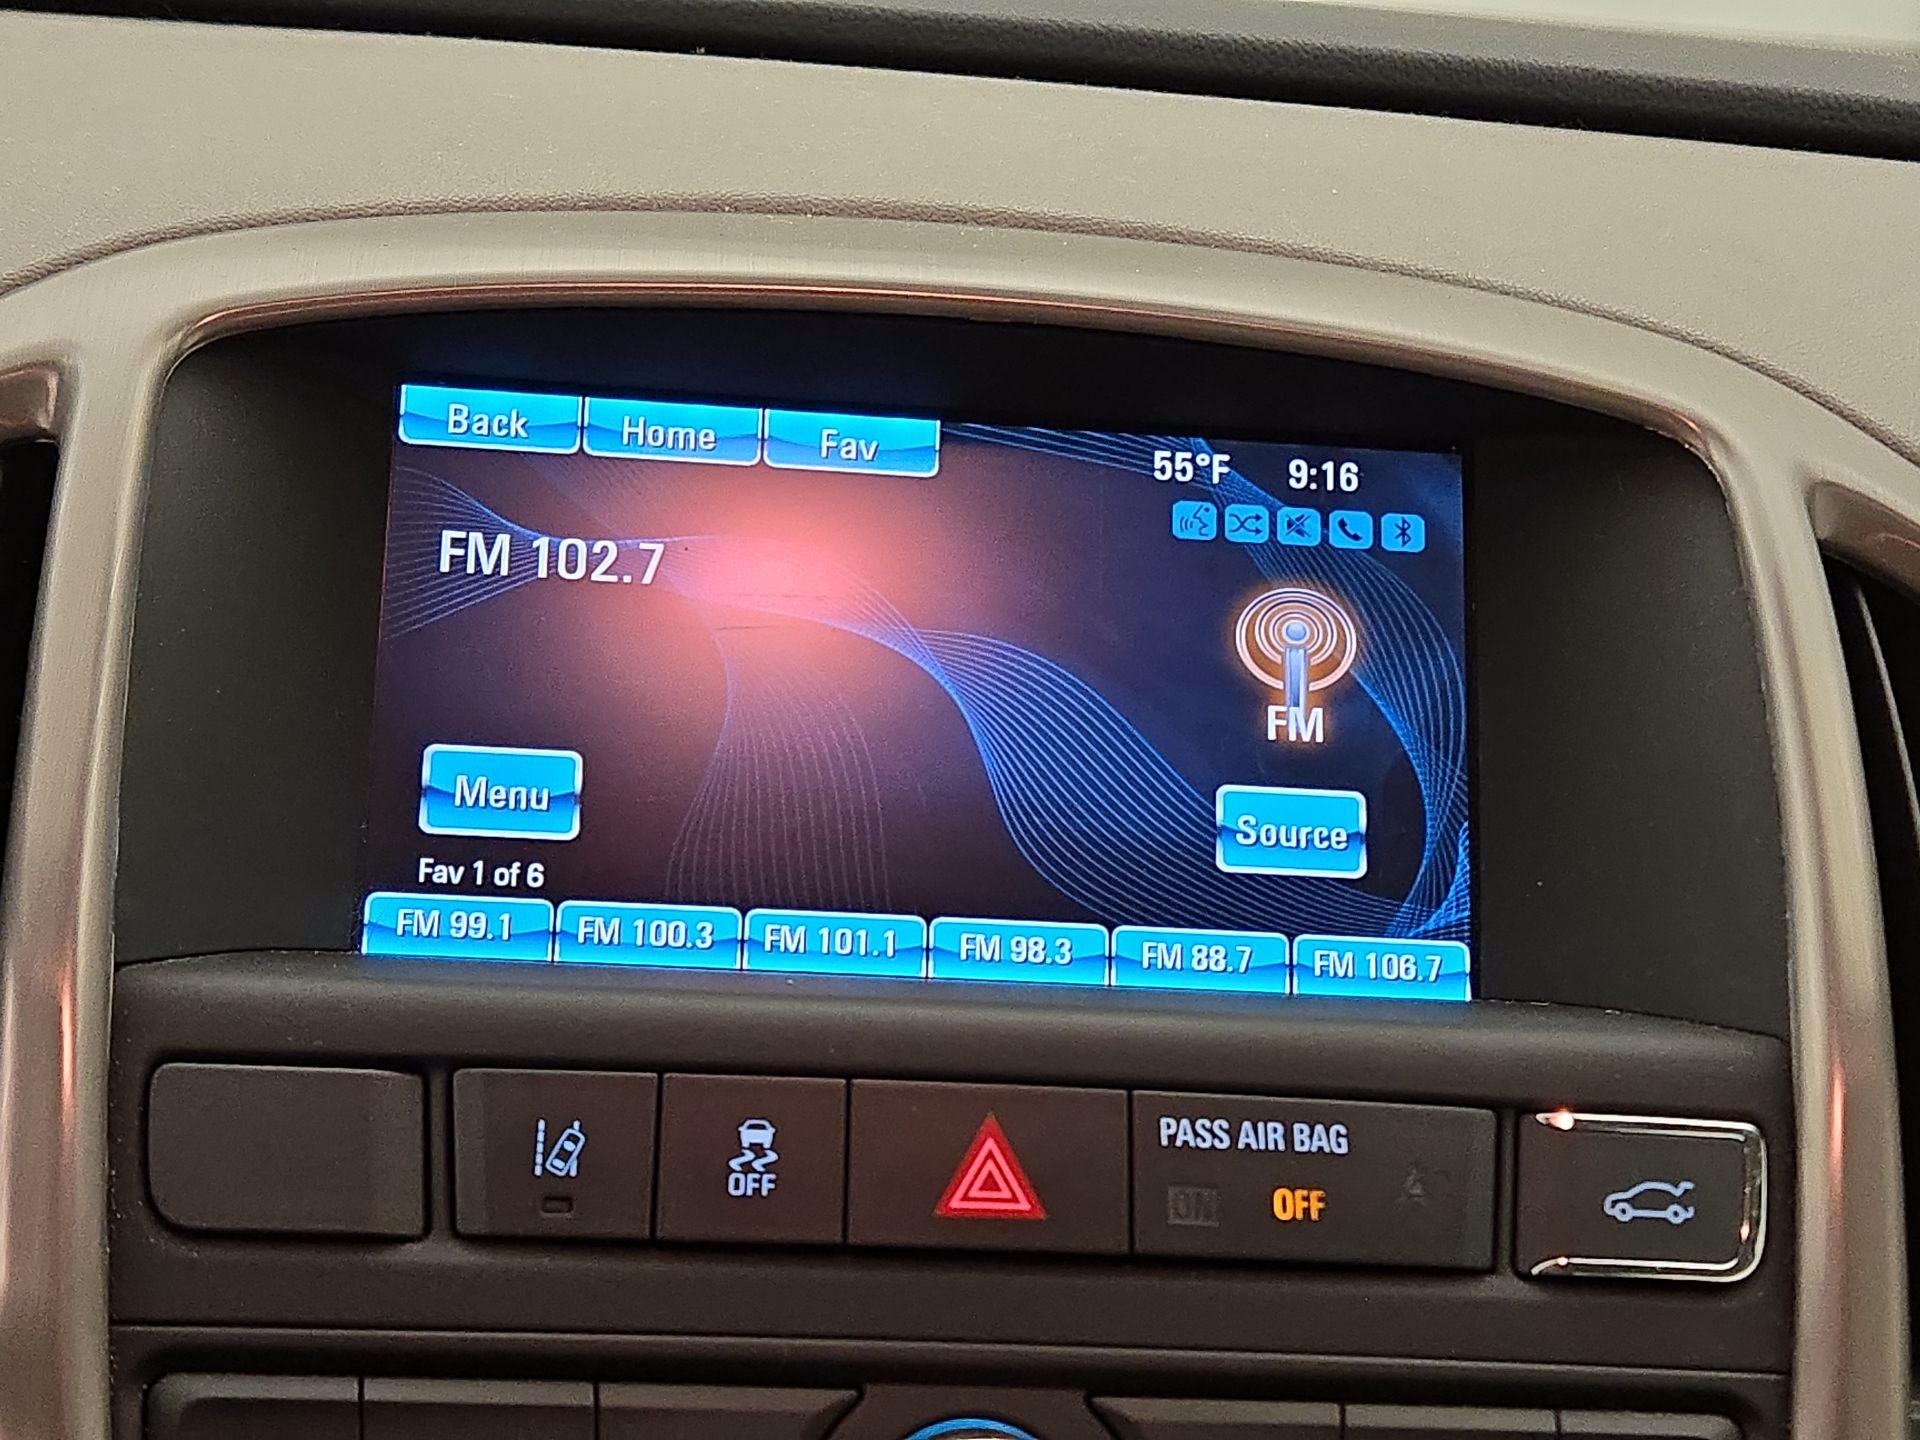 Back Home Fav
55°F 9:16
FM 102.7
FM
Menu
Source
Fav 1 of 6
FM 99.1 FM 100.3 FM 101.1 FM 98.3 FM 88.7 FM 106.7
OFF
PASS AIR BAG
ON OFF